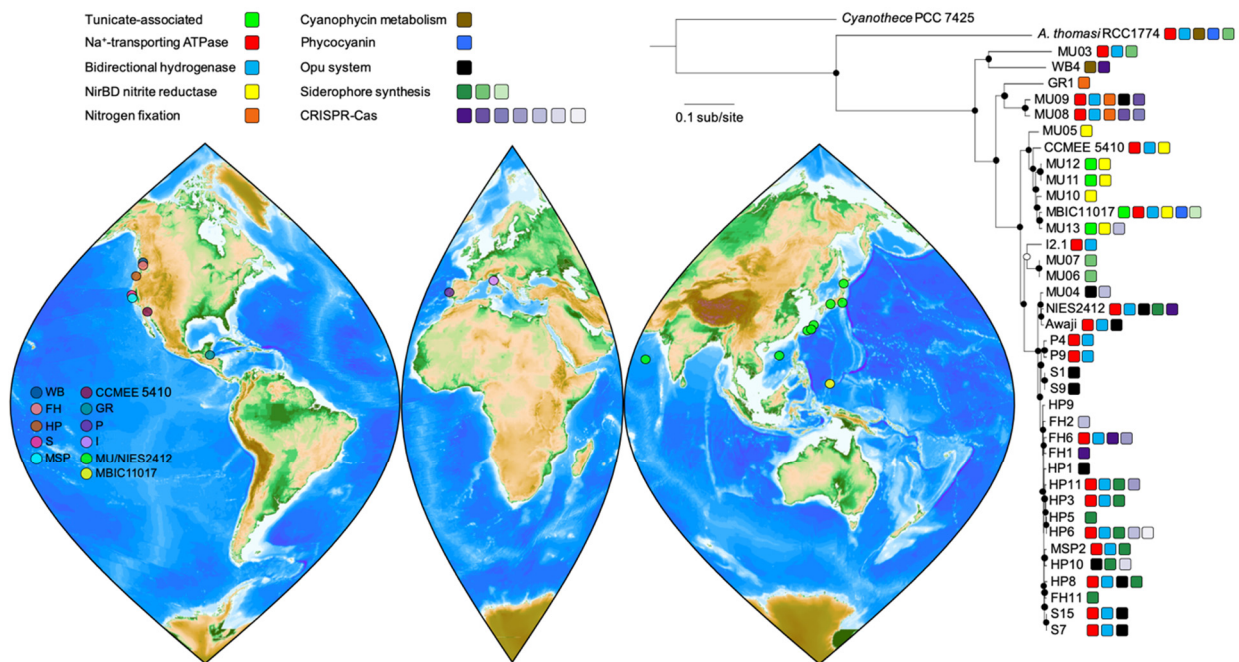 Tunicate-associated
Na⁺-transporting ATPase
Bidirectional hydrogenase
NirBD nitrite reductase
Nitrogen fixation
Cyanophycin metabolism
Phycocyanin
Opu system
Siderophore synthesis
CRISPR-Cas
0.1 sub/site
Cyanothece PCC 7425
A. thomasi RCC1774
MU03
WB4
GR1
MU09
MU08
MU05
CCMEE 5410
MU12
MU11
MU10
MBIC11017
MU13
I2.1
MU07
MU06
MU04
NIES2412
Awaji
P4
P9
S1
S9
HP9
FH2
FH6
FH1
HP1
HP11
HP3
HP5
HP6
MSP2
HP10
HP8
FH11
S15
S7
WB
FH
HP
S
MSP
CCMEE 5410
GR
P
I
MU/NIES2412
MBIC11017